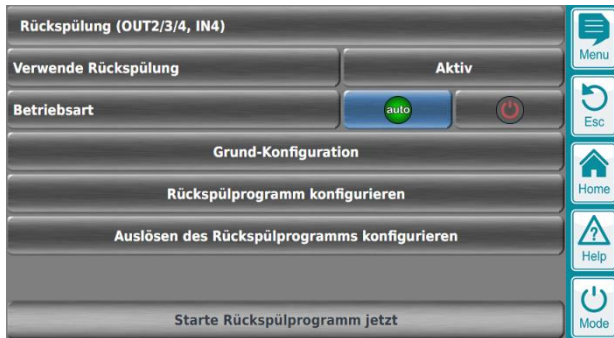 Rückspülung (OUT2/3/4, IN4)
Verwende Rückspülung Aktiv
Betriebsart auto
Grund-Konfiguration
Rückspülprogramm konfigurieren
Auslösen des Rückspülprogramms konfigurieren
Starte Rückspülprogramm jetzt
Menu
Esc
Home
Help
Mode